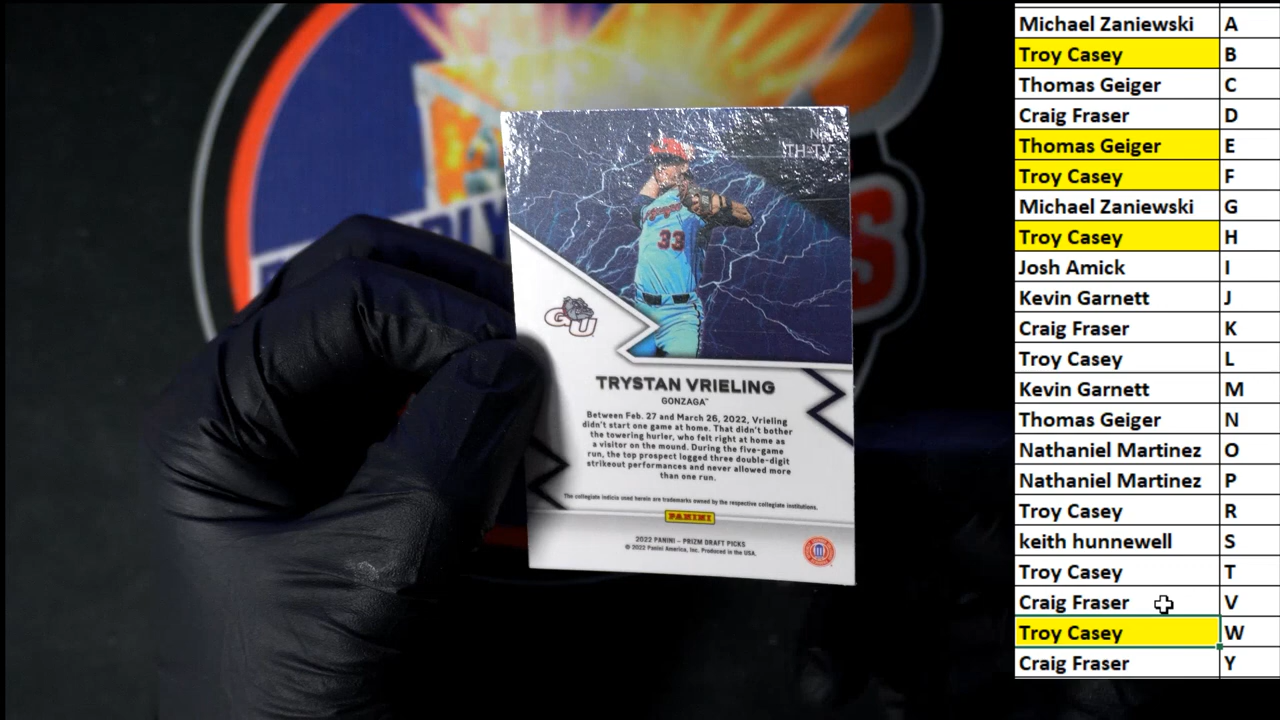 No.
TH-TV
33
GU
TRYSTAN VRIELING
GONZAGA™
Between Feb. 27 and March 26, 2022, Vrieling
didn't start one game at home. That didn't bother
the towering hurler, who felt right at home as
a visitor on the mound. During the five-game
run, the top prospect logged three double-digit
strikeout performances and never allowed more
than one run.
The collegiate indicia used herein are trademarks owned by the respective collegiate institutions.
PANINI
2022 PANINI – PRIZM DRAFT PICKS
© 2022 Panini America, Inc. Produced in the USA.
Michael Zaniewski A
Troy Casey B
Thomas Geiger C
Craig Fraser D
Thomas Geiger E
Troy Casey F
Michael Zaniewski G
Troy Casey H
Josh Amick I
Kevin Garnett J
Craig Fraser K
Troy Casey L
Kevin Garnett M
Thomas Geiger N
Nathaniel Martinez O
Nathaniel Martinez P
Troy Casey R
keith hunnewell S
Troy Casey T
Craig Fraser V
Troy Casey W
Craig Fraser Y